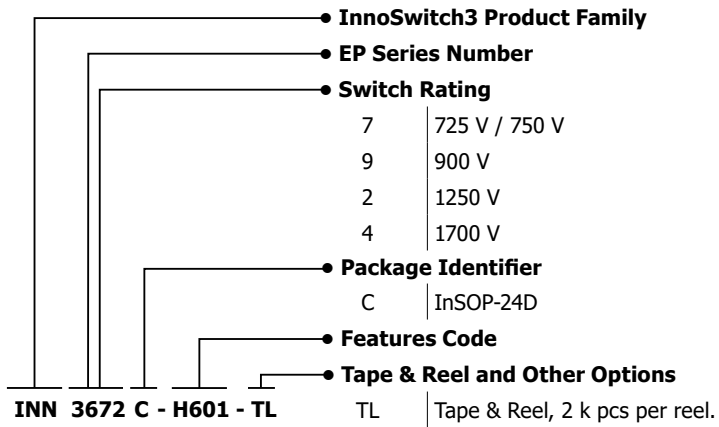 InnoSwitch3 Product Family
EP Series Number
Switch Rating
7 725 V / 750 V
9 900 V
2 1250 V
4 1700 V
Package Identifier
C InSOP-24D
Features Code
Tape & Reel and Other Options
INN 3672 C - H601 - TL TL Tape & Reel, 2 k pcs per reel.